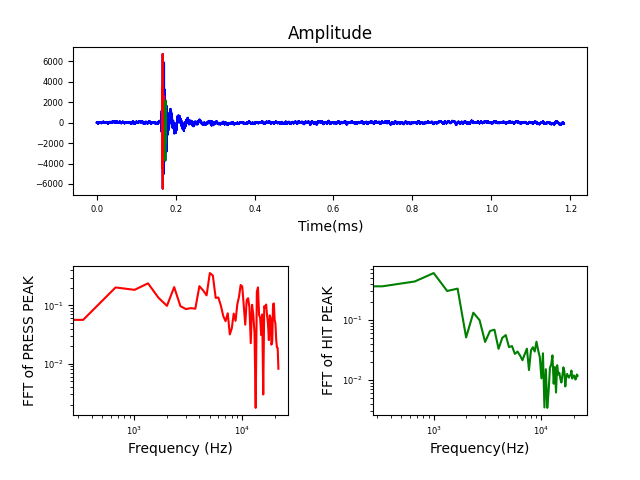 Amplitude
6000
4000
2000
0
−2000
−4000
−6000
0.0 0.2 0.4 0.6 0.8 1.0 1.2
Time(ms)
FFT of PRESS PEAK
10⁻¹
10⁻²
10³ 10⁴
Frequency (Hz)
FFT of HIT PEAK
10⁻¹
10⁻²
10³ 10⁴
Frequency(Hz)